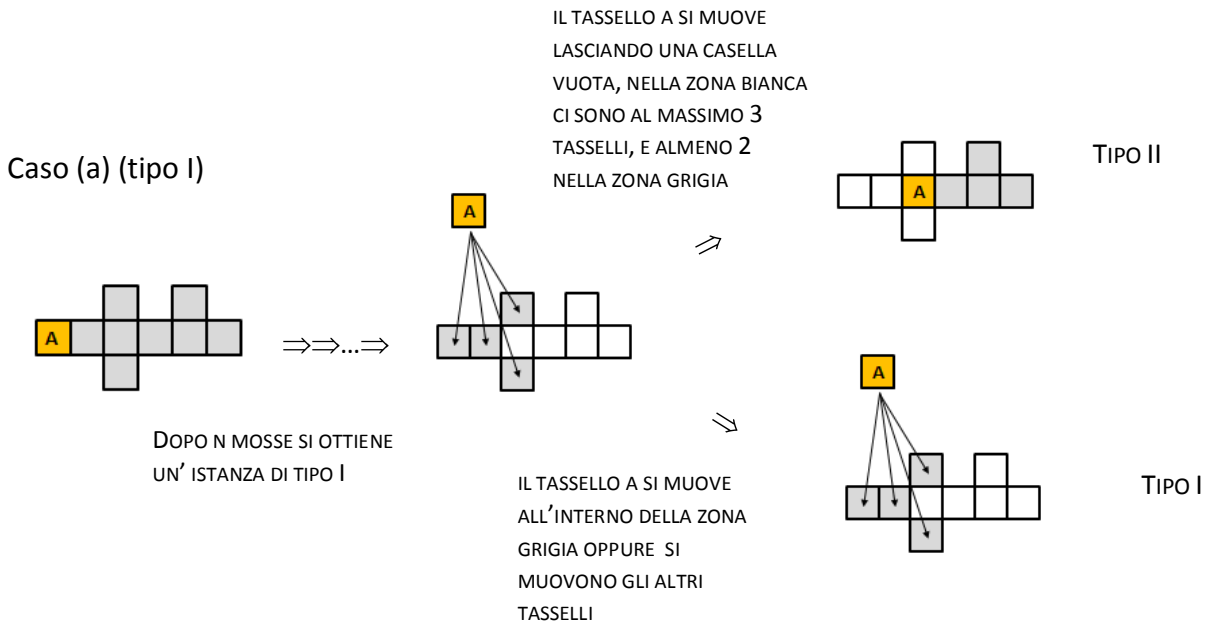 IL TASSELLO A SI MUOVE
LASCIANDO UNA CASELLA
VUOTA, NELLA ZONA BIANCA
CI SONO AL MASSIMO 3
TASSELLI, E ALMENO 2
NELLA ZONA GRIGIA
TIPO II
Caso (a) (tipo I)
A
A
A
⇒⇒...⇒
⇒
DOPO N MOSSE SI OTTIENE
UN' ISTANZA DI TIPO I
⇒
A
IL TASSELLO A SI MUOVE
ALL'INTERNO DELLA ZONA
GRIGIA OPPURE SI
MUOVONO GLI ALTRI
TASSELLI
TIPO I